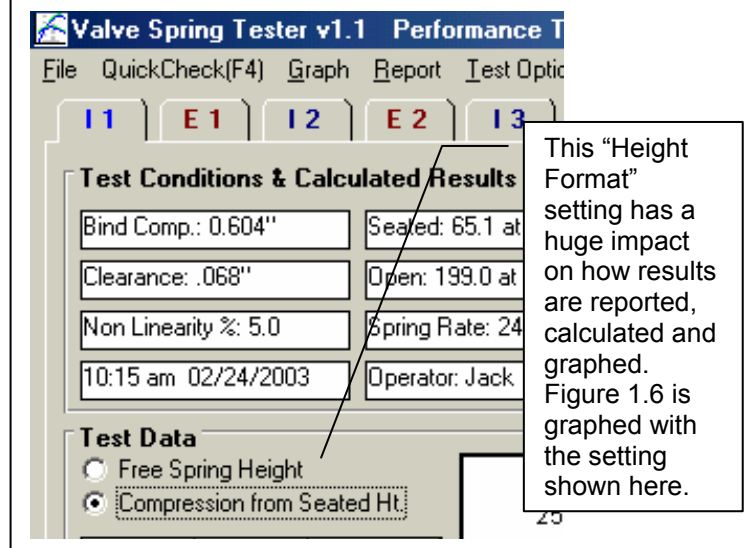 Valve Spring Tester v1.1 Performance T
File QuickCheck(F4) Graph Report Test Optio
I 1 E 1 I 2 E 2 I 3
Test Conditions & Calculated Results
Bind Comp.: 0.604"
Seated: 65.1 at
Clearance: .068"
Open: 199.0 at
Non Linearity %: 5.0
Spring Rate: 24
10:15 am 02/24/2003
Operator: Jack
Test Data
Free Spring Height
Compression from Seated Ht.
25
This “Height
Format”
setting has a
huge impact
on how results
are reported,
calculated and
graphed.
Figure 1.6 is
graphed with
the setting
shown here.